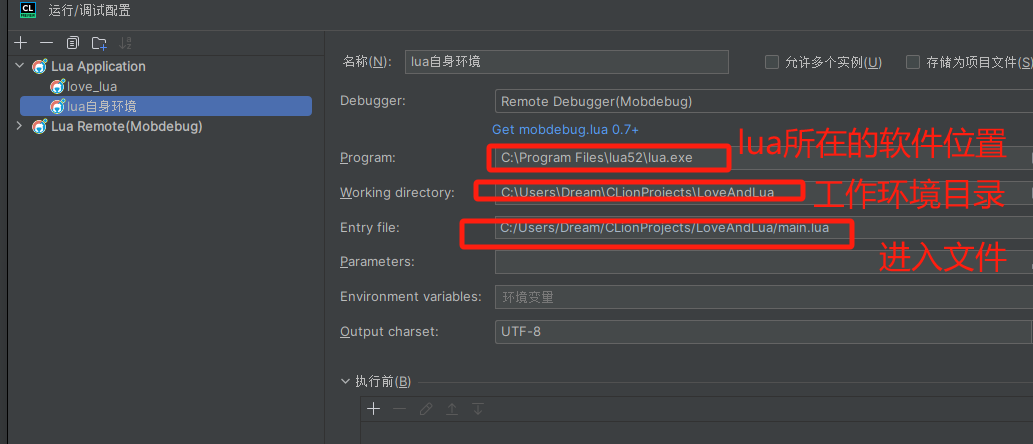 CL
运行/调试配置
Lua Application
love_lua
lua自身环境
Lua Remote(Mobdebug)
名称(N):
lua自身环境
允许多个实例(U)
存储为项目文件(S)
Debugger:
Remote Debugger(Mobdebug)
Get mobdebug.lua 0.7+
Program:
C:\Program Files\lua52\lua.exe
lua所在的软件位置
Working directory:
C:\Users\Dream\CLionProjects\LoveAndLua
工作环境目录
Entry file:
C:/Users/Dream/CLionProjects/LoveAndLua/main.lua
进入文件
Parameters:
Environment variables:
环境变量
Output charset:
UTF-8
执行前(B)